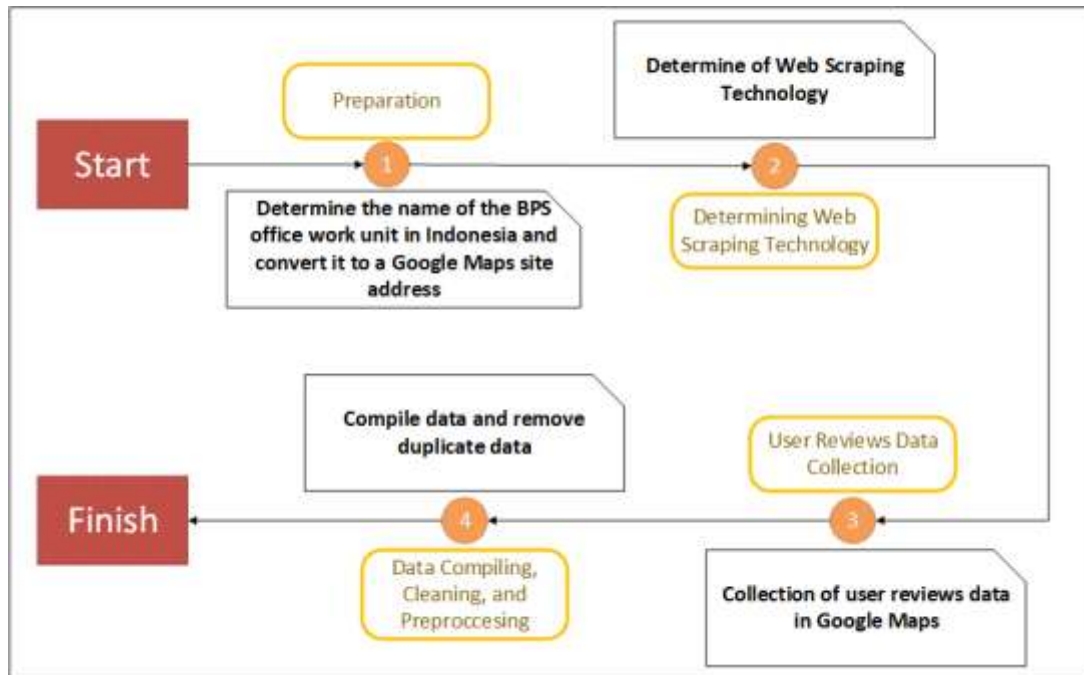 Start
Preparation
1
Determine the name of the BPS
office work unit in Indonesia and
convert it to a Google Maps site
address
Determine of Web Scraping
Technology
2
Determining Web
Scraping Technology
User Reviews Data
Collection
3
Collection of user reviews data
in Google Maps
Compile data and remove
duplicate data
4
Data Compiling,
Cleaning, and
Preproccesing
Finish